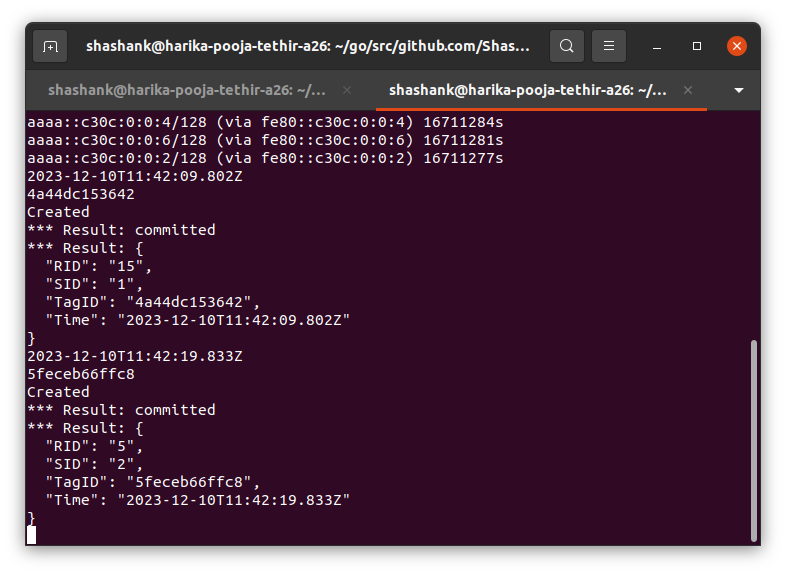 shashank@harika-pooja-tethir-a26: ~/go/src/github.com/Shas...
shashank@harika-pooja-tethir-a26: ~/...
shashank@harika-pooja-tethir-a26: ~/...
aaaa::c30c:0:0:4/128 (via fe80::c30c:0:0:4) 16711284s
aaaa::c30c:0:0:6/128 (via fe80::c30c:0:0:6) 16711281s
aaaa::c30c:0:0:2/128 (via fe80::c30c:0:0:2) 16711277s
2023-12-10T11:42:09.802Z
4a44dc153642
Created
*** Result: committed
*** Result: {
  "RID": "15",
  "SID": "1",
  "TagID": "4a44dc153642",
  "Time": "2023-12-10T11:42:09.802Z"
}
2023-12-10T11:42:19.833Z
5feceb66ffc8
Created
*** Result: committed
*** Result: {
  "RID": "5",
  "SID": "2",
  "TagID": "5feceb66ffc8",
  "Time": "2023-12-10T11:42:19.833Z"
}